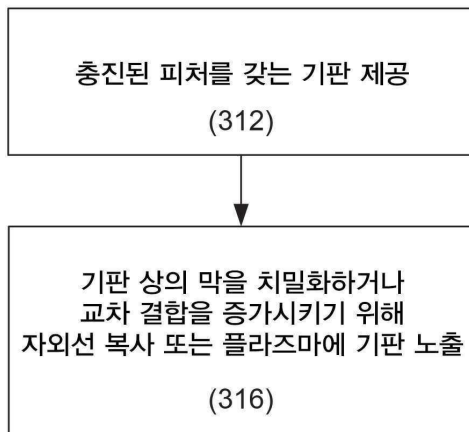 충진된 피처를 갖는 기판 제공
(312)
기판 상의 막을 치밀화하거나
교차 결합을 증가시키기 위해
자외선 복사 또는 플라즈마에 기판 노출
(316)